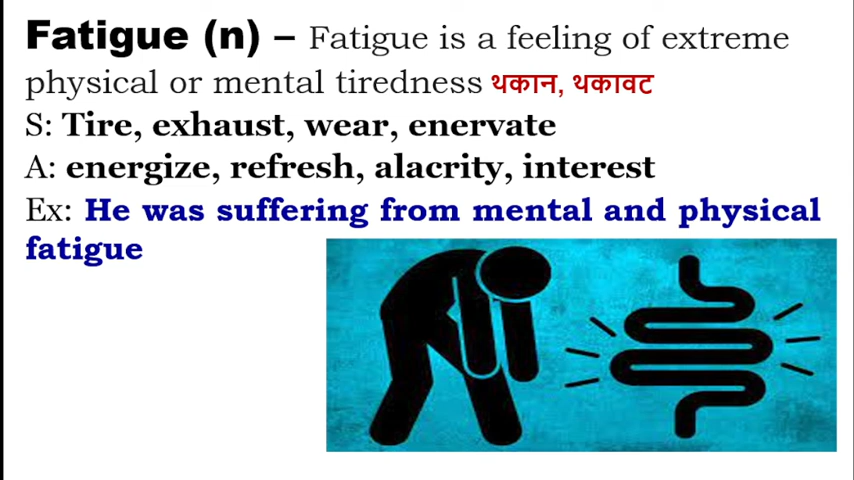 Fatigue (n) – Fatigue is a feeling of extreme
physical or mental tiredness थकान, थकावट
S: Tire, exhaust, wear, enervate
A: energize, refresh, alacrity, interest
Ex: He was suffering from mental and physical
fatigue